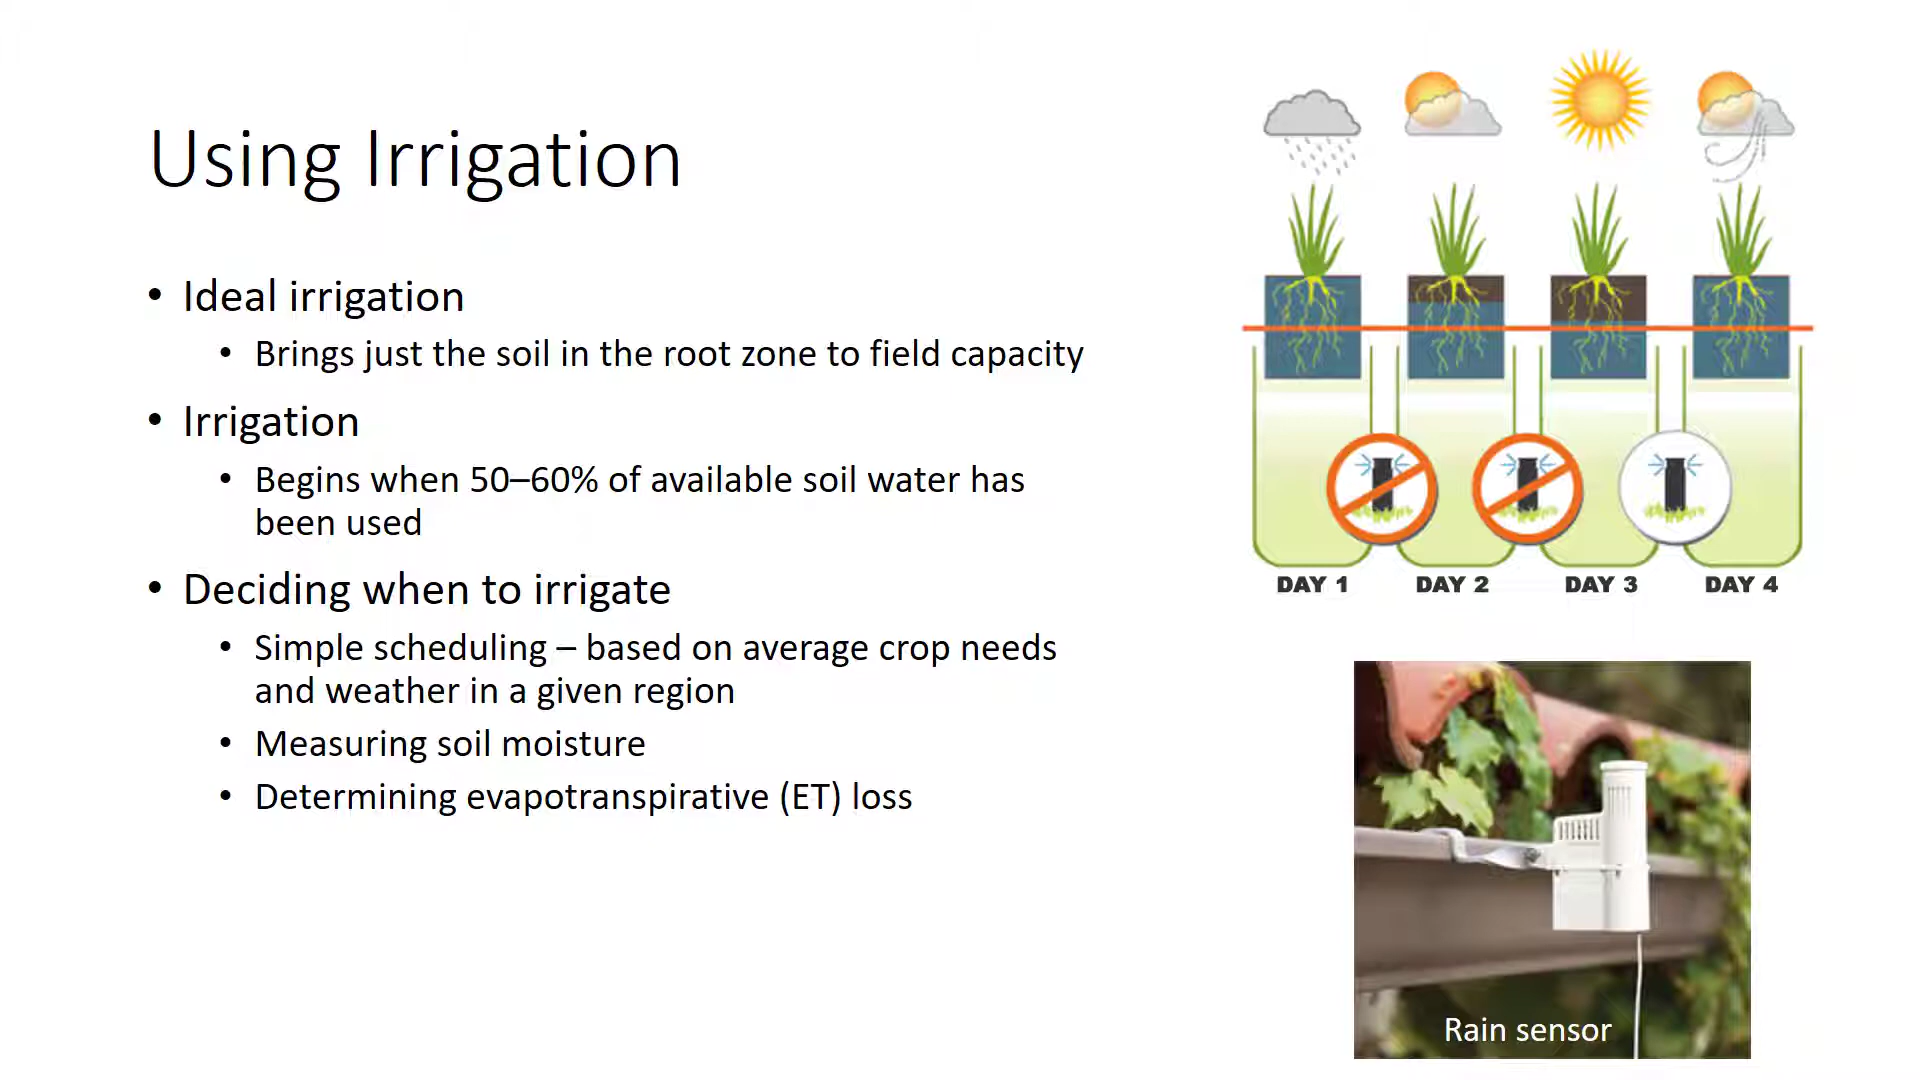 Using Irrigation
• Ideal irrigation
• Brings just the soil in the root zone to field capacity
• Irrigation
• Begins when 50–60% of available soil water has
been used
• Deciding when to irrigate
• Simple scheduling – based on average crop needs
and weather in a given region
• Measuring soil moisture
• Determining evapotranspirative (ET) loss
DAY 1
DAY 2
DAY 3
DAY 4
Rain sensor